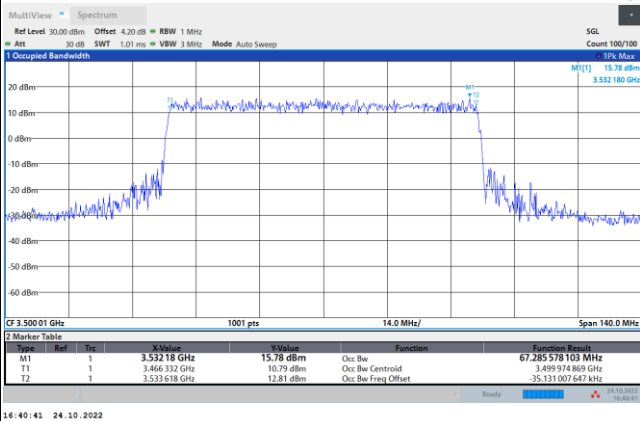 MultiView Spectrum
Ref Level 30.00 dBm Offset 4.20 dB RBW 1 MHz SGL
Att 30 dB SWT 1.01 ms VBW 3 MHz Mode Auto Sweep Count 100/100
1 Occupied Bandwidth 1Pk Max
M1[1] 15.78 dBm
3.532 180 GHz
M1
T1 T2
20 dBm
10 dBm
0 dBm
-10 dBm
-20 dBm
-30 dBm
-40 dBm
-50 dBm
-60 dBm
CF 3.500 01 GHz 1001 pts 14.0 MHz/ Span 140.0 MHz
2 Marker Table
Type Ref Trc X-Value Y-Value Function Function Result
M1 1 3.532 18 GHz 15.78 dBm Occ Bw 67.285 578 103 MHz
T1 1 3.466 332 GHz 10.79 dBm Occ Bw Centroid 3.499 974 869 GHz
T2 1 3.533 618 GHz 12.81 dBm Occ Bw Freq Offset -35.131 007 647 kHz
Ready 24.10.2022
16:40:41
16:40:41 24.10.2022